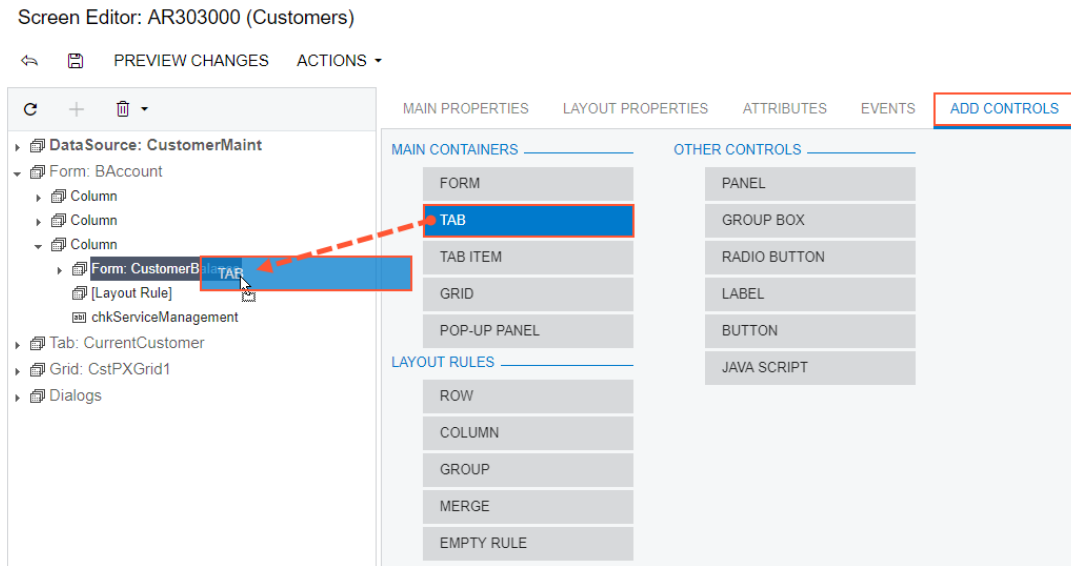 Screen Editor: AR303000 (Customers)
PREVIEW CHANGES ACTIONS
MAIN PROPERTIES LAYOUT PROPERTIES ATTRIBUTES EVENTS ADD CONTROLS
DataSource: CustomerMaint
Form: BAccount
Column
Column
Column
Form: CustomerBala
TAB
[Layout Rule]
chkServiceManagement
Tab: CurrentCustomer
Grid: CstPXGrid1
Dialogs
MAIN CONTAINERS
FORM
TAB
TAB ITEM
GRID
POP-UP PANEL
LAYOUT RULES
ROW
COLUMN
GROUP
MERGE
EMPTY RULE
OTHER CONTROLS
PANEL
GROUP BOX
RADIO BUTTON
LABEL
BUTTON
JAVA SCRIPT